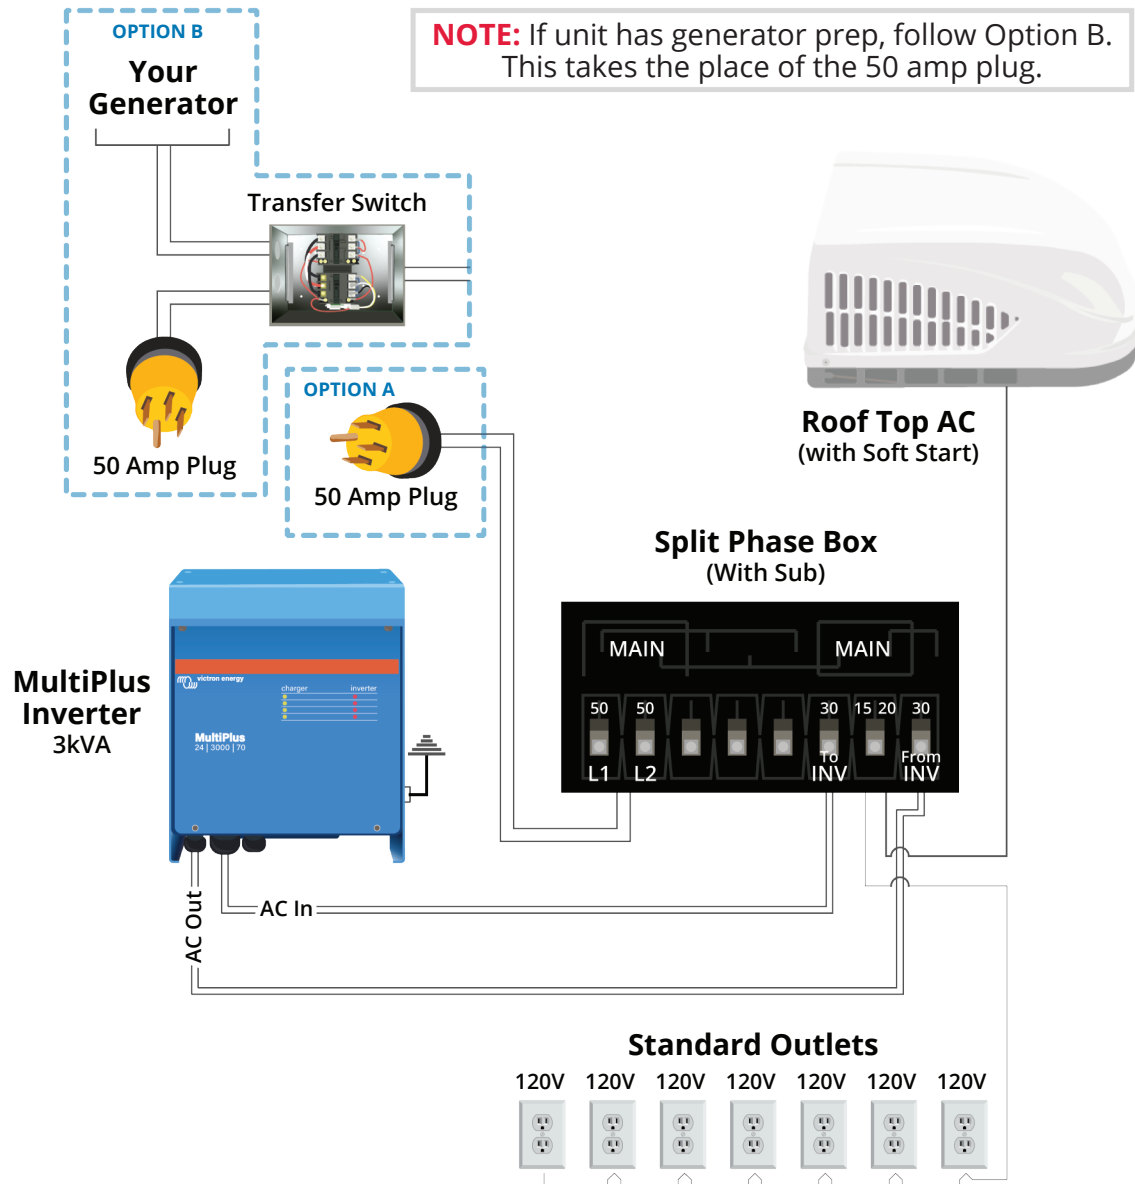 OPTION B
Your
Generator
NOTE: If unit has generator prep, follow Option B.
This takes the place of the 50 amp plug.
Transfer Switch
50 Amp Plug
OPTION A
50 Amp Plug
Roof Top AC
(with Soft Start)
Split Phase Box
(With Sub)
MAIN
MAIN
50 50 30 15 20 30
L1 L2 To INV From INV
MultiPlus
Inverter
3kVA
victron energy
charger inverter
MultiPlus
24 | 3000 | 70
AC Out
AC In
Standard Outlets
120V 120V 120V 120V 120V 120V 120V